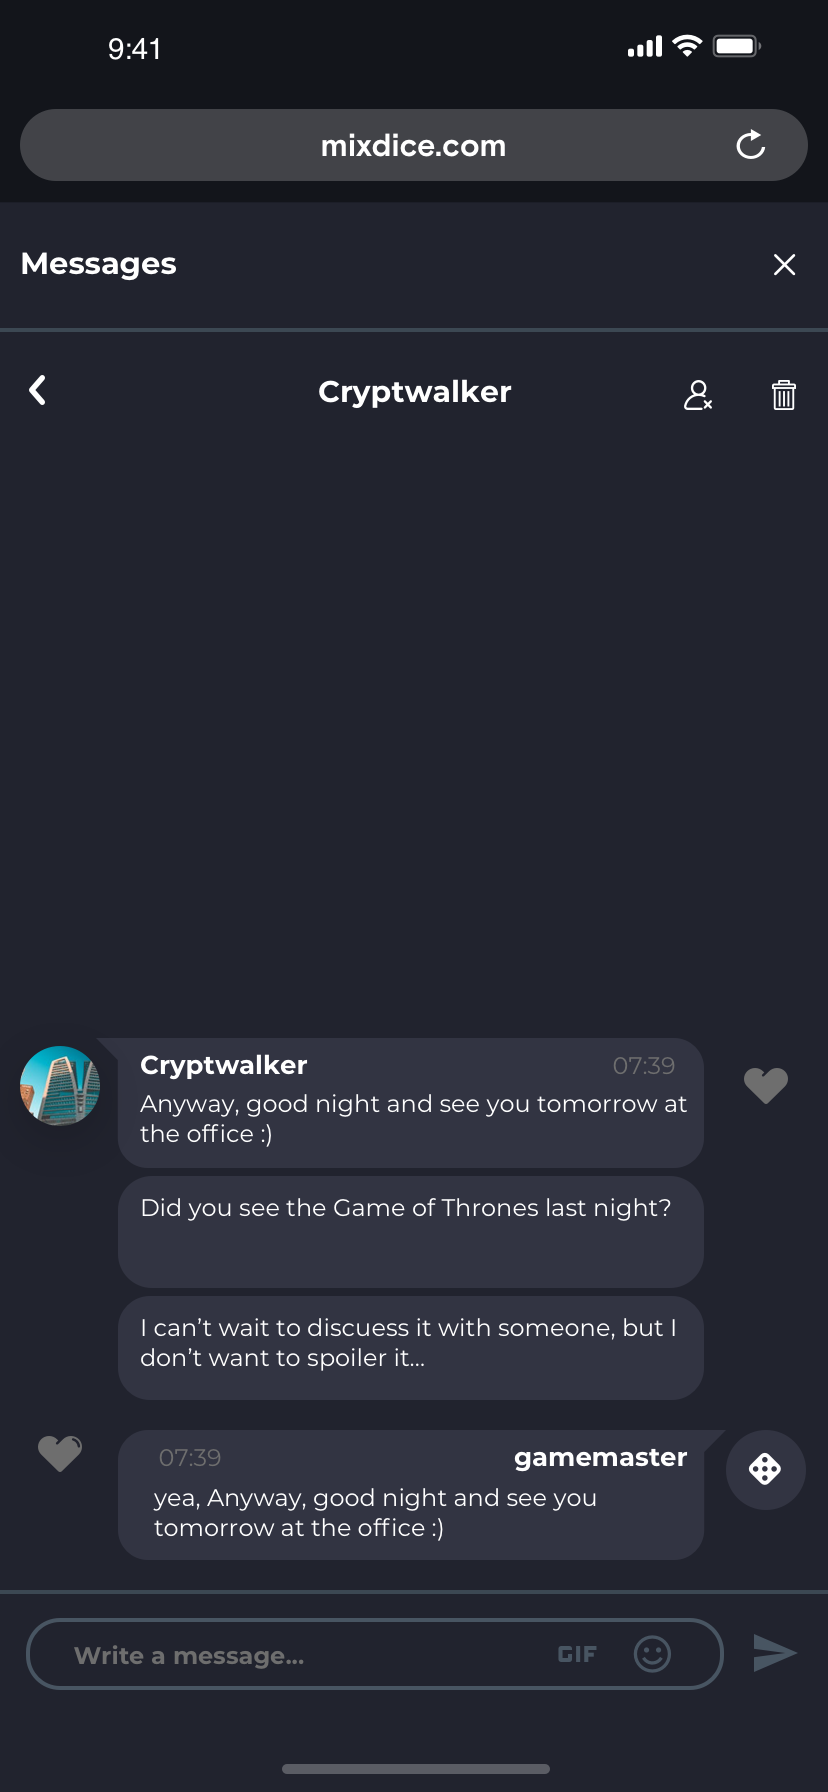 9:41
mixdice.com
Messages
Cryptwalker
Cryptwalker 07:39
Anyway, good night and see you tomorrow at
the office :)
Did you see the Game of Thrones last night?
I can’t wait to discuess it with someone, but I
don’t want to spoiler it...
07:39 gamemaster
yea, Anyway, good night and see you
tomorrow at the office :)
Write a message... GIF